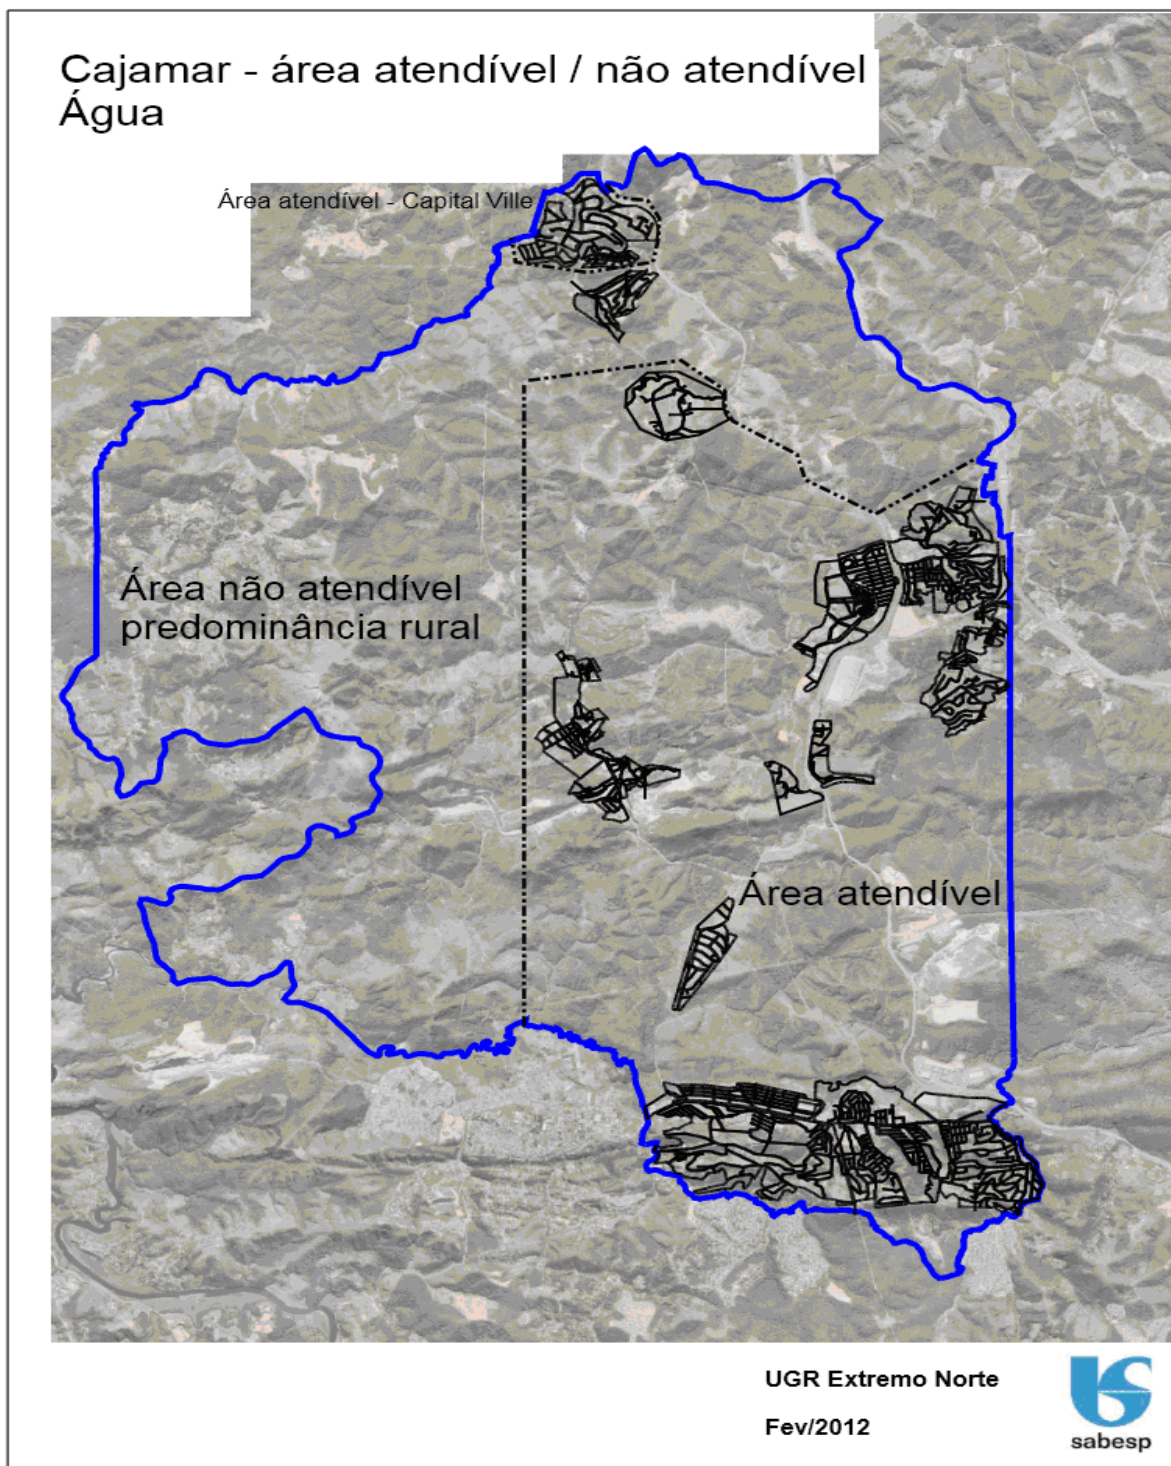 Cajamar - área atendível / não atendível
Água
Área atendível - Capital Ville
Área não atendível
predominância rural
Área atendível
UGR Extremo Norte
Fev/2012
sabesp